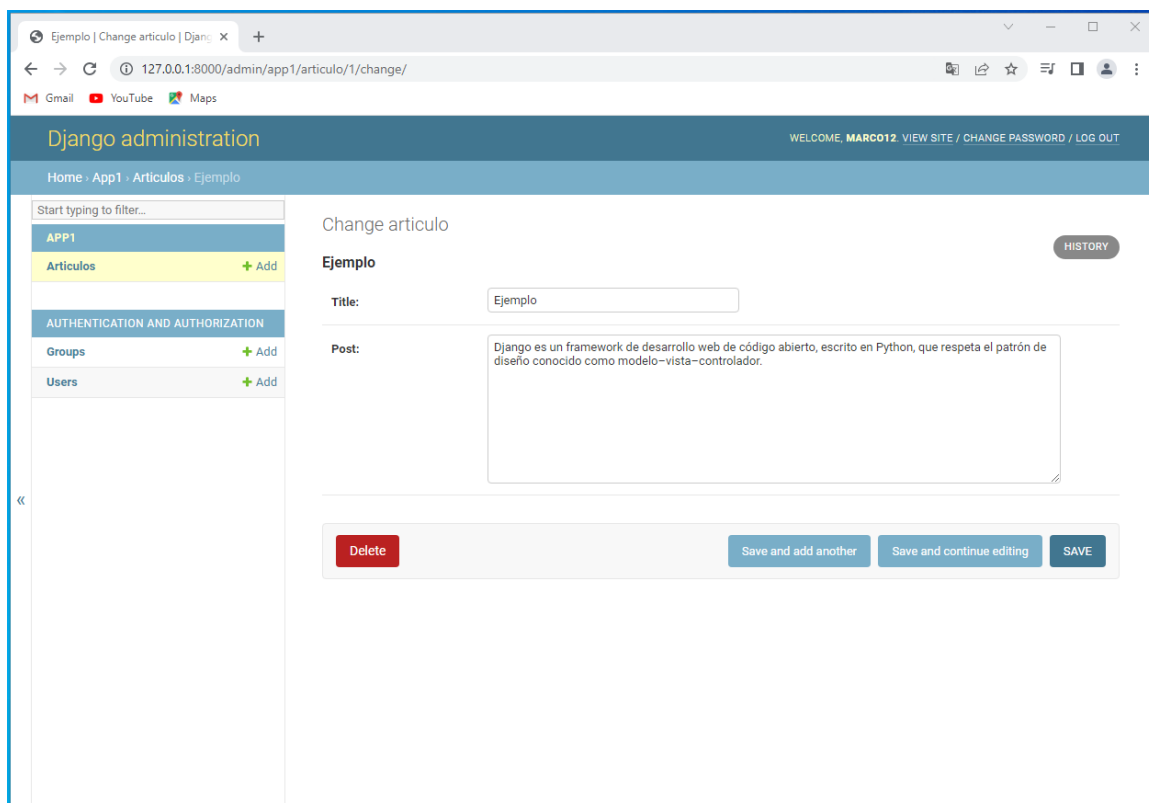 Ejemplo | Change articulo | Djang
127.0.0.1:8000/admin/app1/articulo/1/change/
Gmail YouTube Maps
Django administration
WELCOME, MARCO12. VIEW SITE / CHANGE PASSWORD / LOG OUT
Home › App1 › Articulos › Ejemplo
Start typing to filter...
APP1
Articulos + Add
AUTHENTICATION AND AUTHORIZATION
Groups + Add
Users + Add
«
Change articulo
HISTORY
Ejemplo
Title: Ejemplo
Post: Django es un framework de desarrollo web de código abierto, escrito en Python, que respeta el patrón de
diseño conocido como modelo–vista–controlador.
Delete Save and add another Save and continue editing SAVE